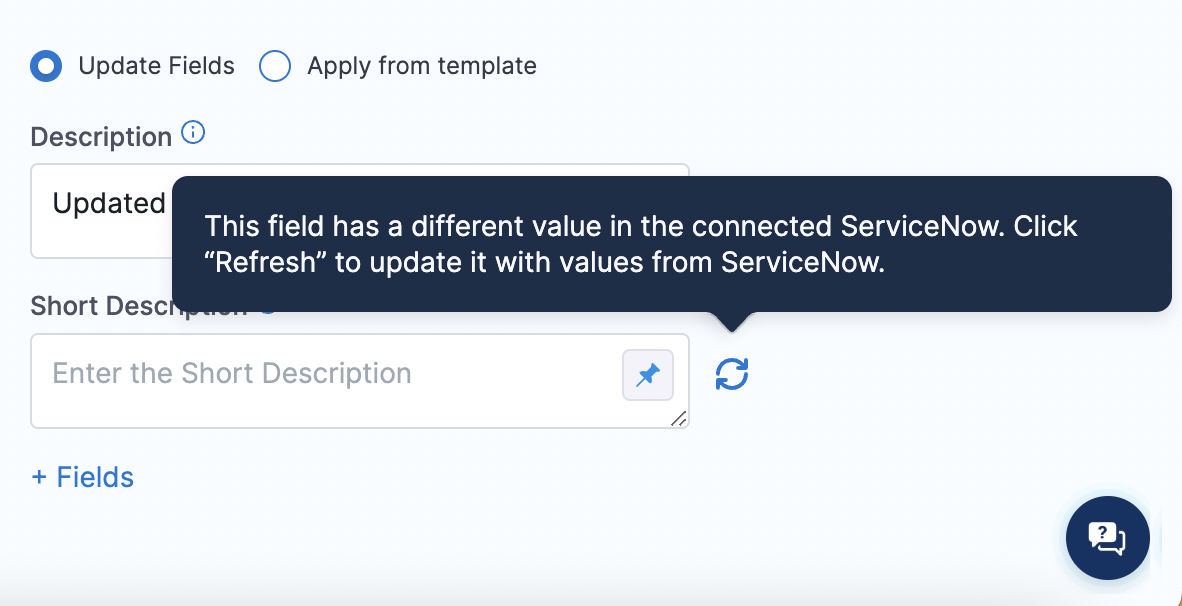 Update Fields Apply from template
Description
Updated
This field has a different value in the connected ServiceNow. Click
“Refresh” to update it with values from ServiceNow.
Short Description
Enter the Short Description
+ Fields